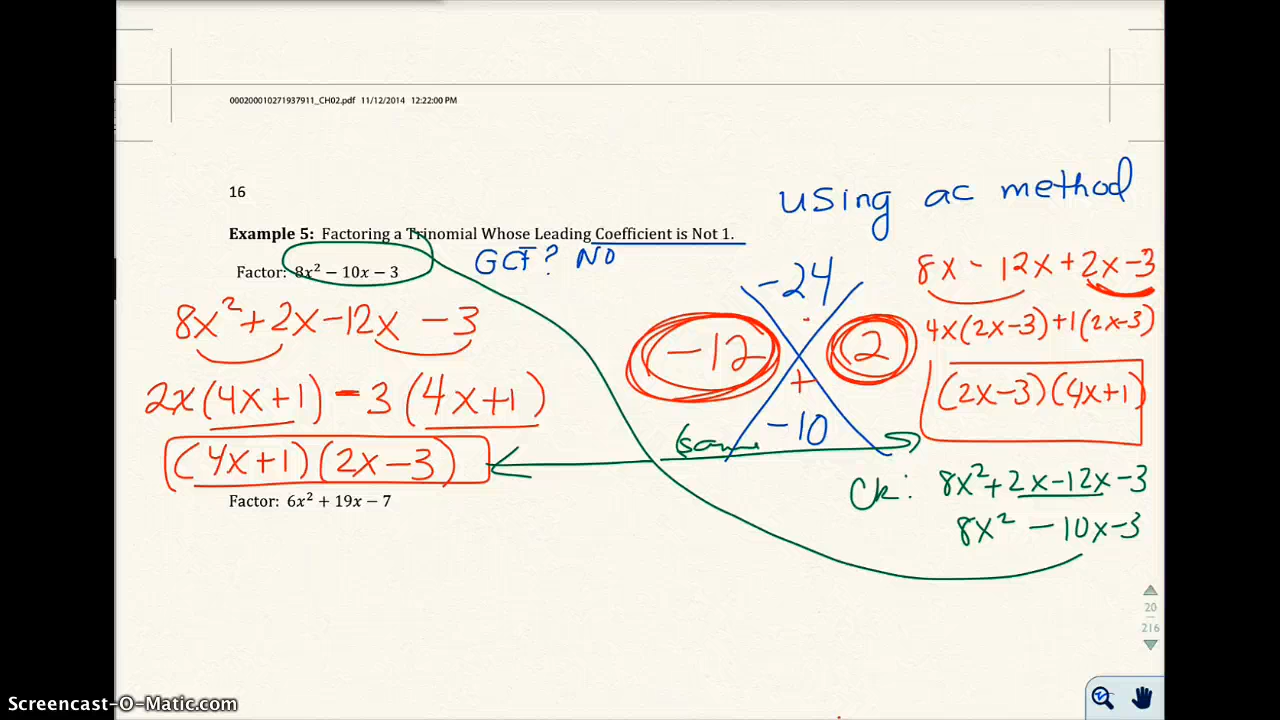 000200010271937911_CH02.pdf 11/12/2014 12:22:00 PM
16
using ac method
Example 5: Factoring a Trinomial Whose Leading Coefficient is Not 1.
Factor: 8x² − 10x − 3
GCF? NO
8x²+2x-12x -3
2x(4x+1) - 3(4x+1)
(4x+1)(2x-3)
-24
-12
2
+
-10
8x - 12x+2x-3
4x(2x-3)+1(2x-3)
(2x-3)(4x+1)
same
Ck: 8x²+2x-12x-3
8x² -10x-3
Factor: 6x² + 19x − 7
20
216
Screencast-O-Matic.com